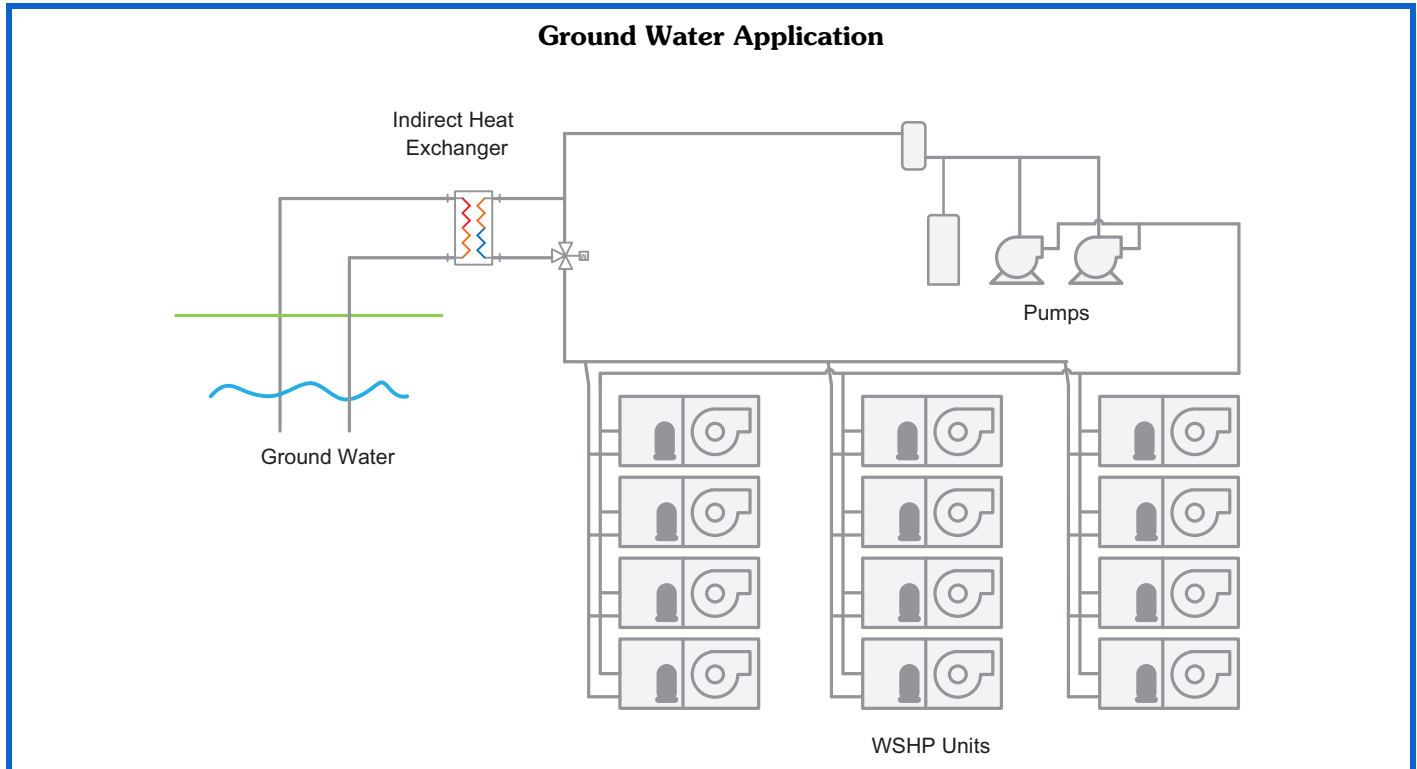 Ground Water Application
Indirect Heat
Exchanger
Pumps
Ground Water
WSHP Units